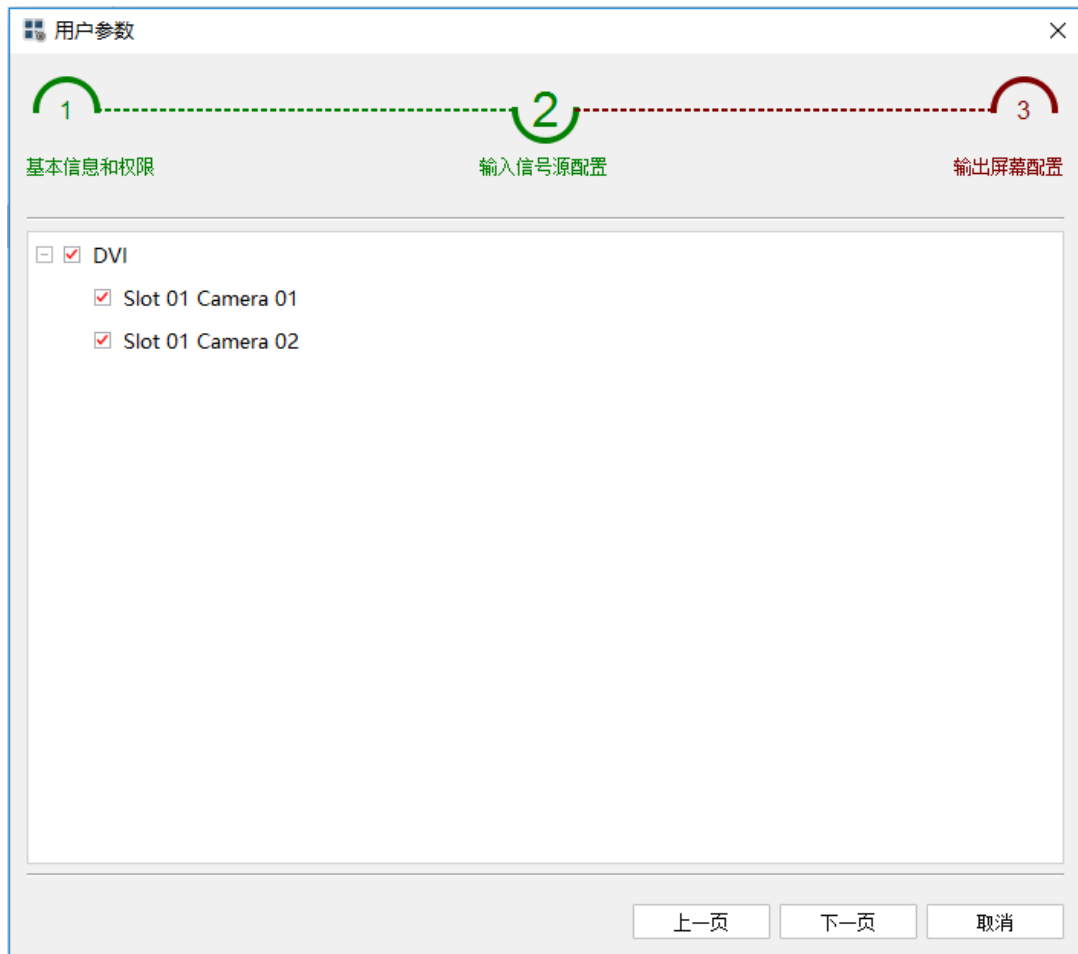 用户参数
1 2 3
基本信息和权限 输入信号源配置 输出屏幕配置
DVI
Slot 01 Camera 01
Slot 01 Camera 02
上一页 下一页 取消